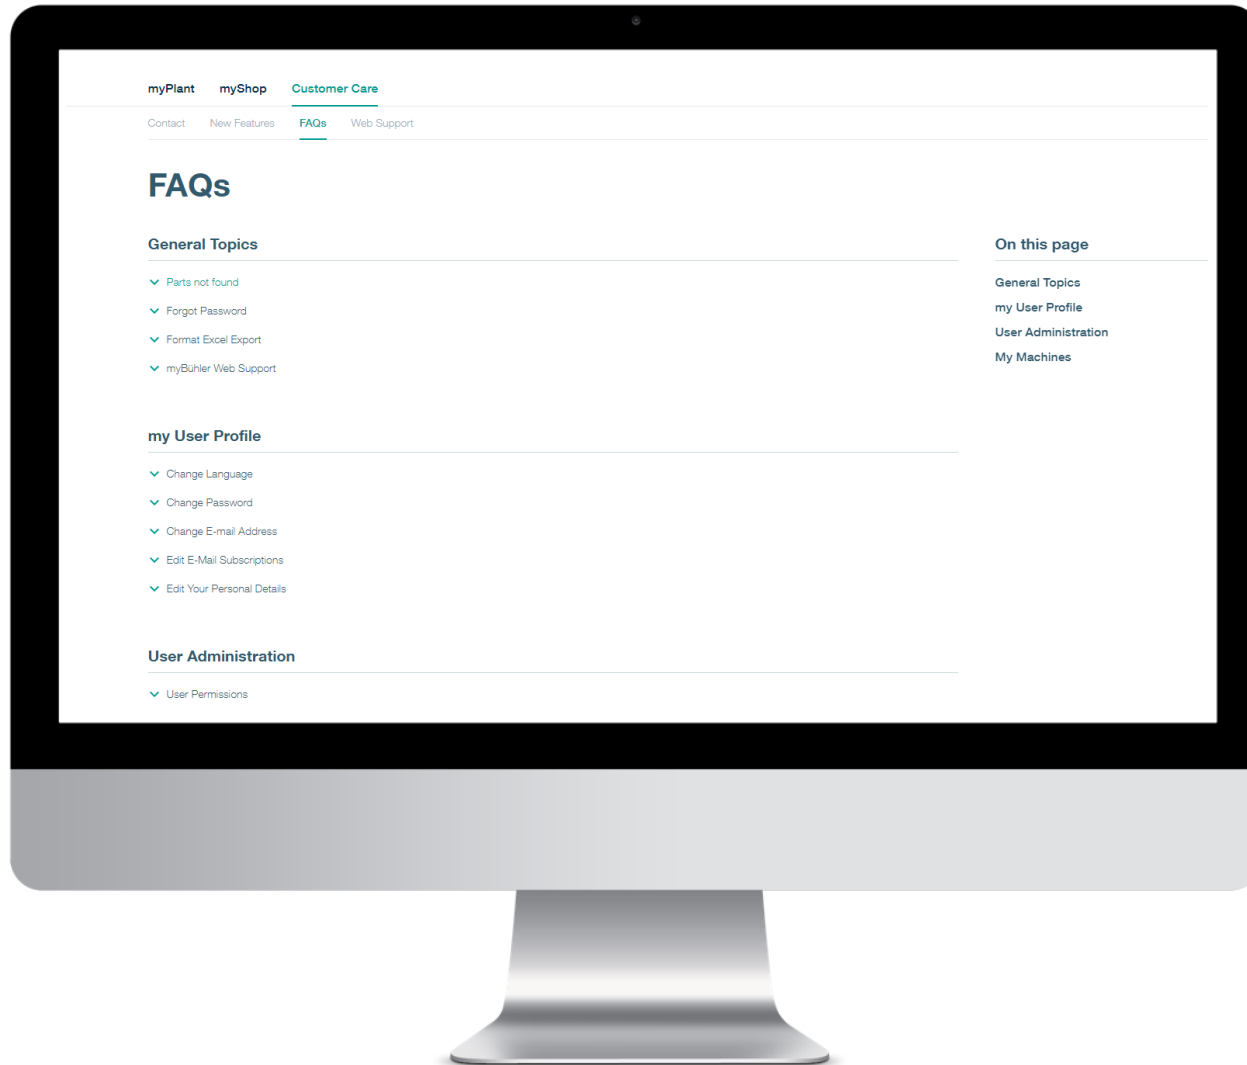 myPlant myShop Customer Care
Contact New Features FAQs Web Support
FAQs
General Topics
Parts not found
Forgot Password
Format Excel Export
myBühler Web Support
my User Profile
Change Language
Change Password
Change E-mail Address
Edit E-Mail Subscriptions
Edit Your Personal Details
User Administration
User Permissions
On this page
General Topics
my User Profile
User Administration
My Machines